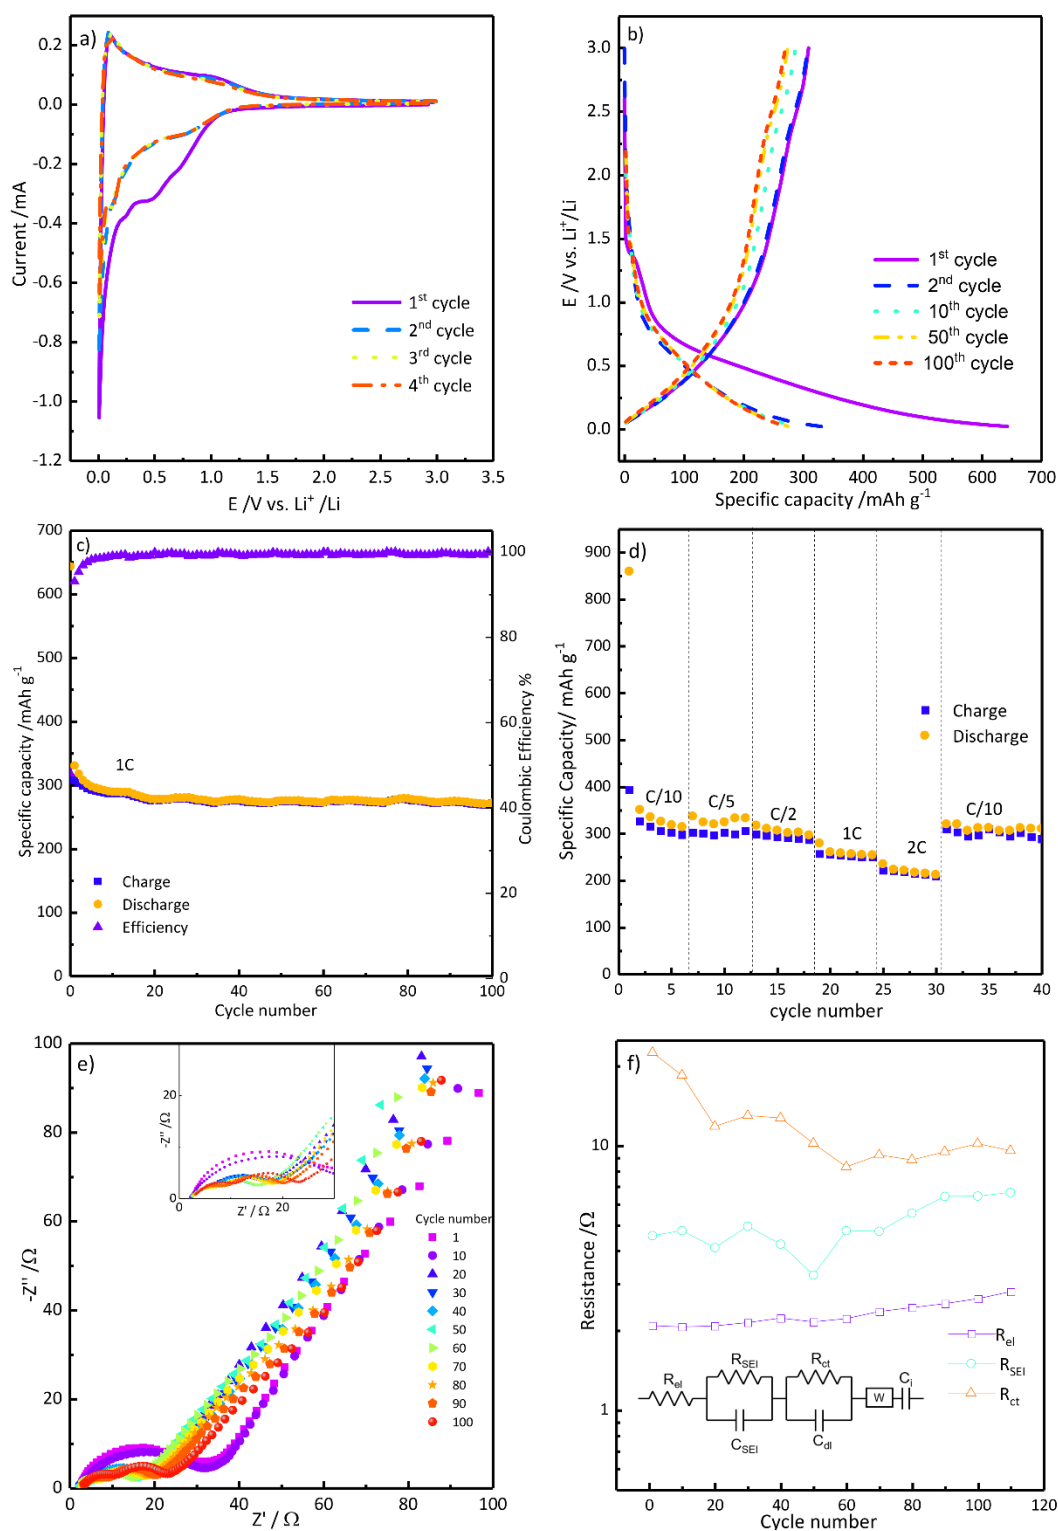 a)
0.2
0.0
-0.2
-0.4
-0.6
-0.8
-1.0
-1.2
Current /mA
1st cycle
2nd cycle
3rd cycle
4th cycle
0.0 0.5 1.0 1.5 2.0 2.5 3.0 3.5
E /V vs. Li+ /Li
b)
3.0
2.5
2.0
1.5
1.0
0.5
0.0
E /V vs. Li+/Li
1st cycle
2nd cycle
10th cycle
50th cycle
100th cycle
0 100 200 300 400 500 600 700
Specific capacity /mAh g-1
c)
700
650
600
550
500
450
400
350
300
250
200
150
100
50
0
Specific capacity /mAh g-1
1C
Charge
Discharge
Efficiency
100
80
60
40
20
0
Coulombic Efficiency %
0 20 40 60 80 100
Cycle number
d)
900
800
700
600
500
400
300
200
100
0
Specific Capacity/ mAh g-1
Charge
Discharge
C/10
C/5
C/2
1C
2C
C/10
0 5 10 15 20 25 30 35 40
cycle number
e)
100
80
60
40
20
0
-Z'' /Ω
20
0
-Z'' /Ω
0 20
Z' / Ω
Cycle number
1
10
20
30
40
50
60
70
80
90
100
0 20 40 60 80 100
Z' / Ω
f)
10
1
Resistance /Ω
Rel
RSEI
Rct
Rel
RSEI
CSEI
Rct
Cdl
W
Ci
0 20 40 60 80 100 120
Cycle number